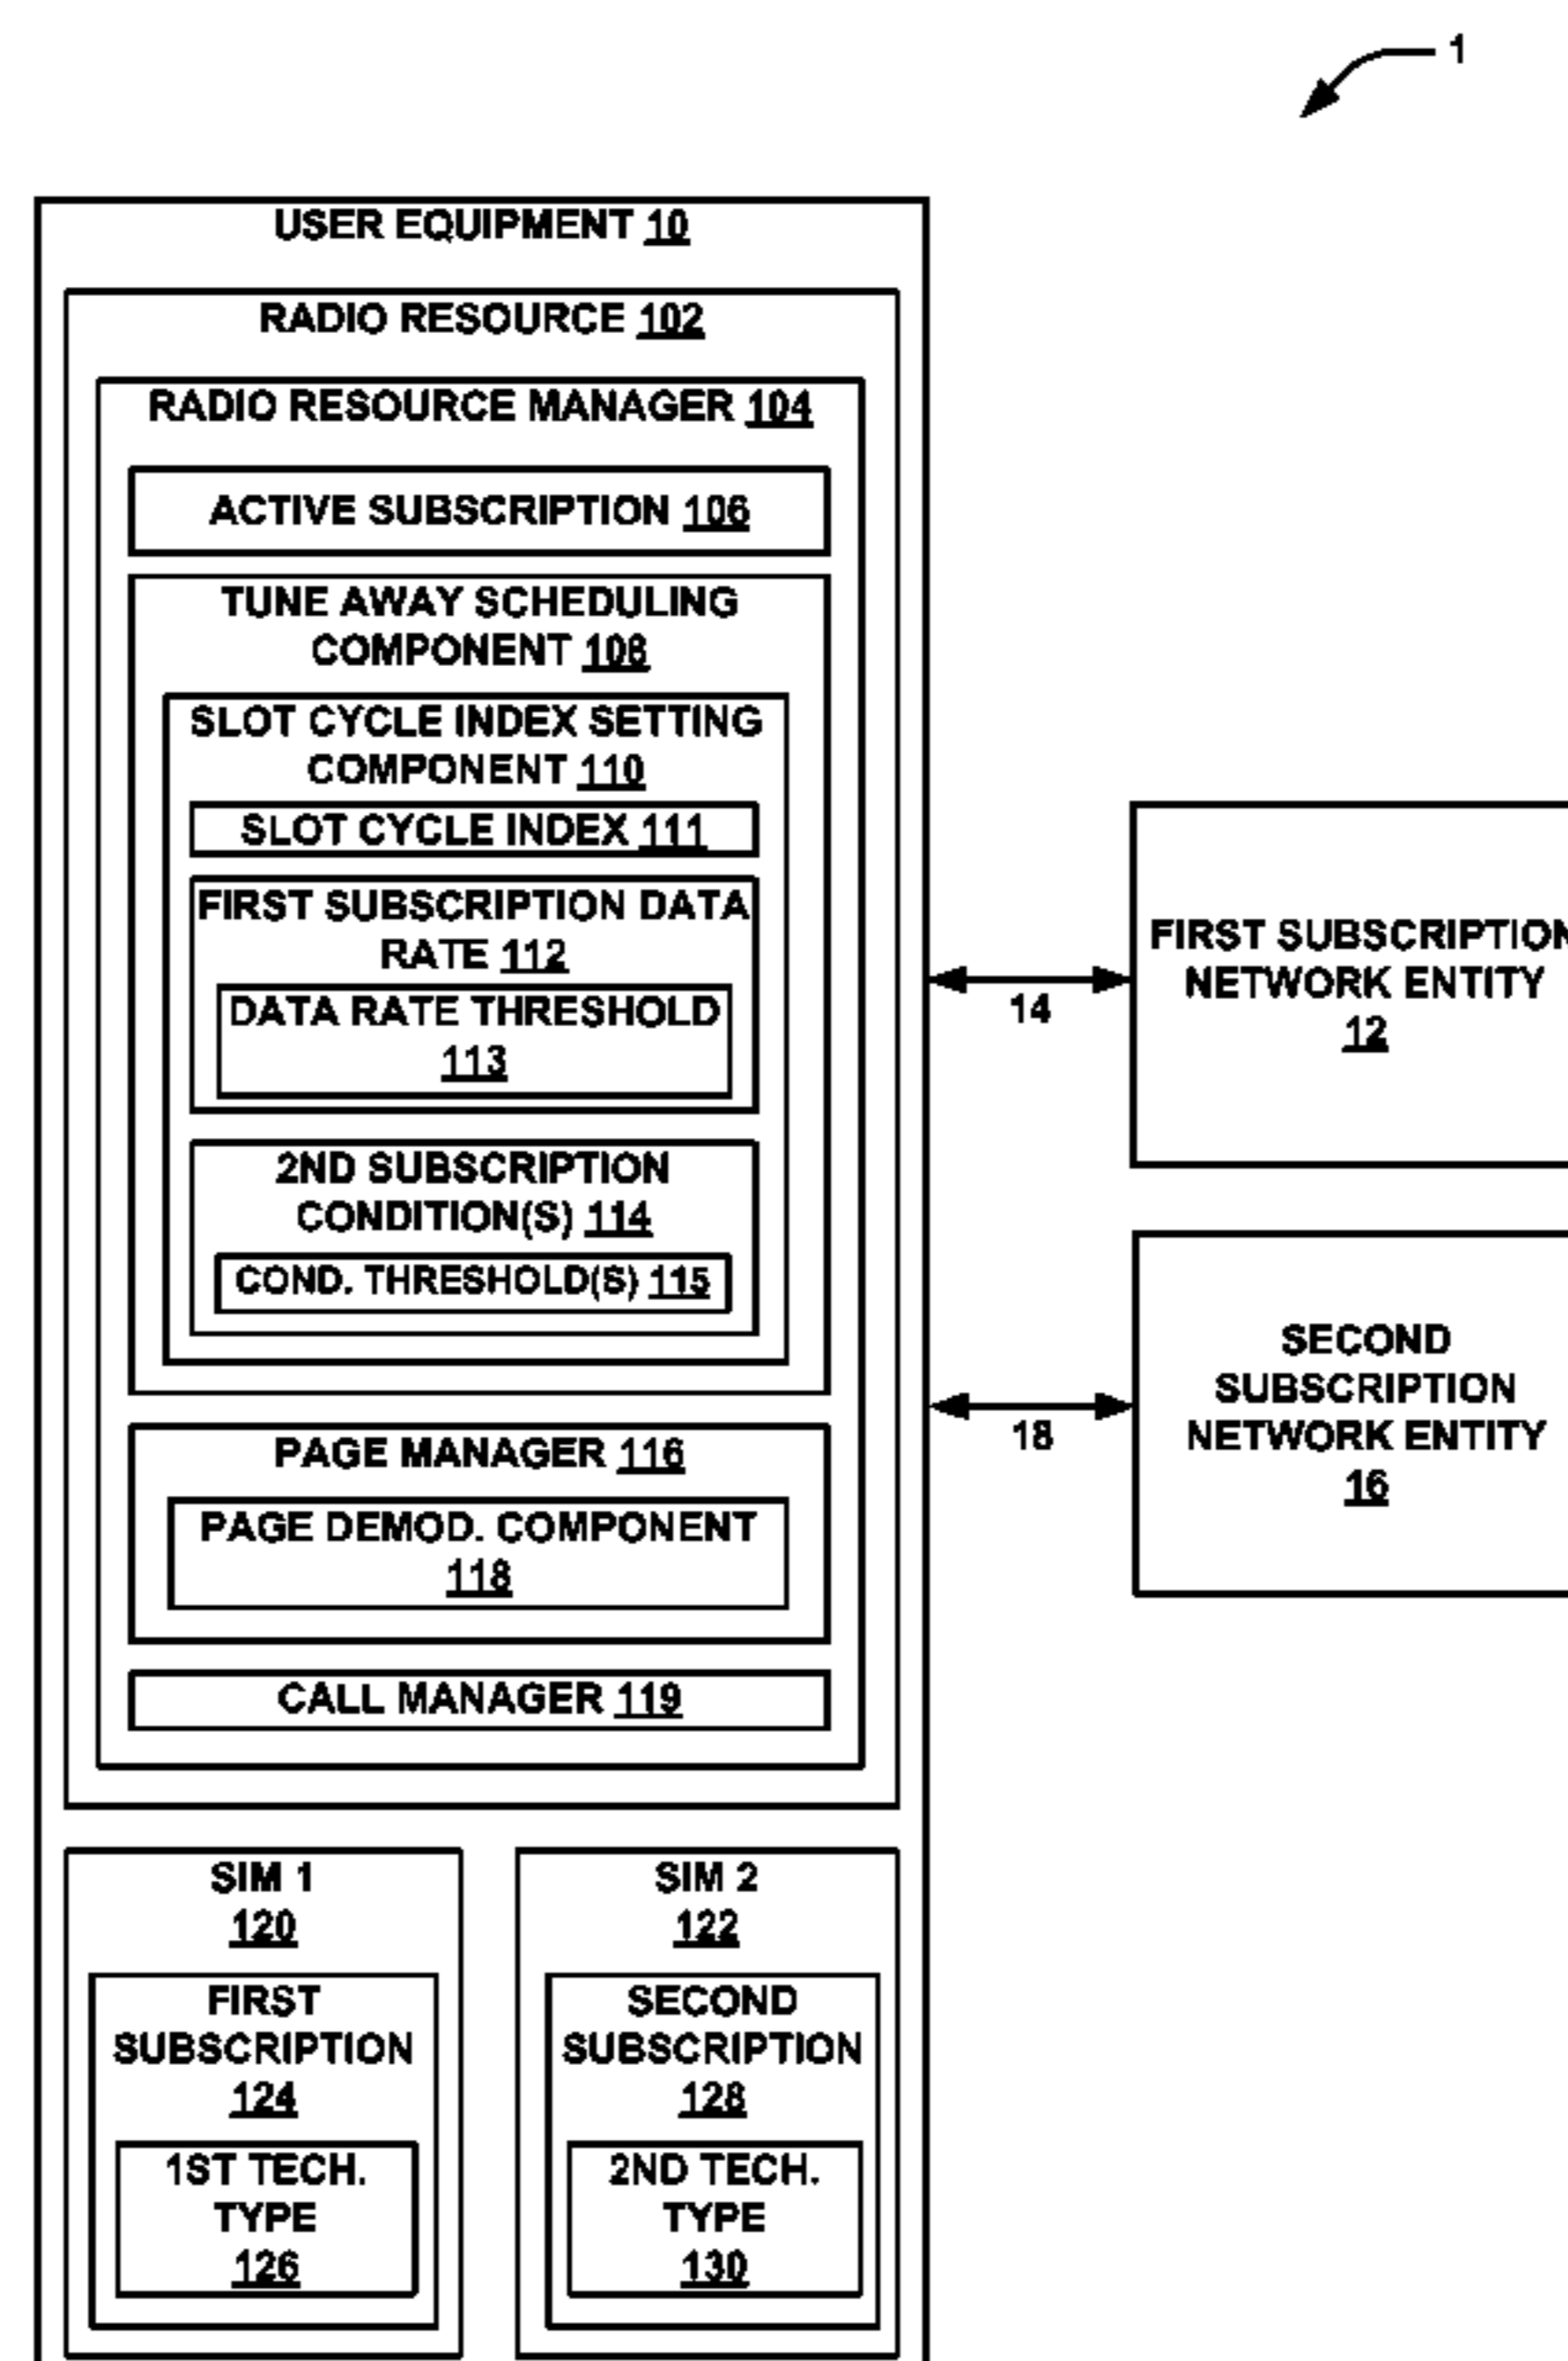 1
USER EQUIPMENT 10
RADIO RESOURCE 102
RADIO RESOURCE MANAGER 104
ACTIVE SUBSCRIPTION 106
TUNE AWAY SCHEDULING
COMPONENT 108
SLOT CYCLE INDEX SETTING
COMPONENT 110
SLOT CYCLE INDEX 111
FIRST SUBSCRIPTION DATA
RATE 112
DATA RATE THRESHOLD
113
2ND SUBSCRIPTION
CONDITION(S) 114
COND. THRESHOLD(S) 115
PAGE MANAGER 116
PAGE DEMOD. COMPONENT
118
CALL MANAGER 119
SIM 1
120
FIRST
SUBSCRIPTION
124
1ST TECH.
TYPE
126
SIM 2
122
SECOND
SUBSCRIPTION
128
2ND TECH.
TYPE
130
14
FIRST SUBSCRIPTION
NETWORK ENTITY
12
18
SECOND
SUBSCRIPTION
NETWORK ENTITY
16